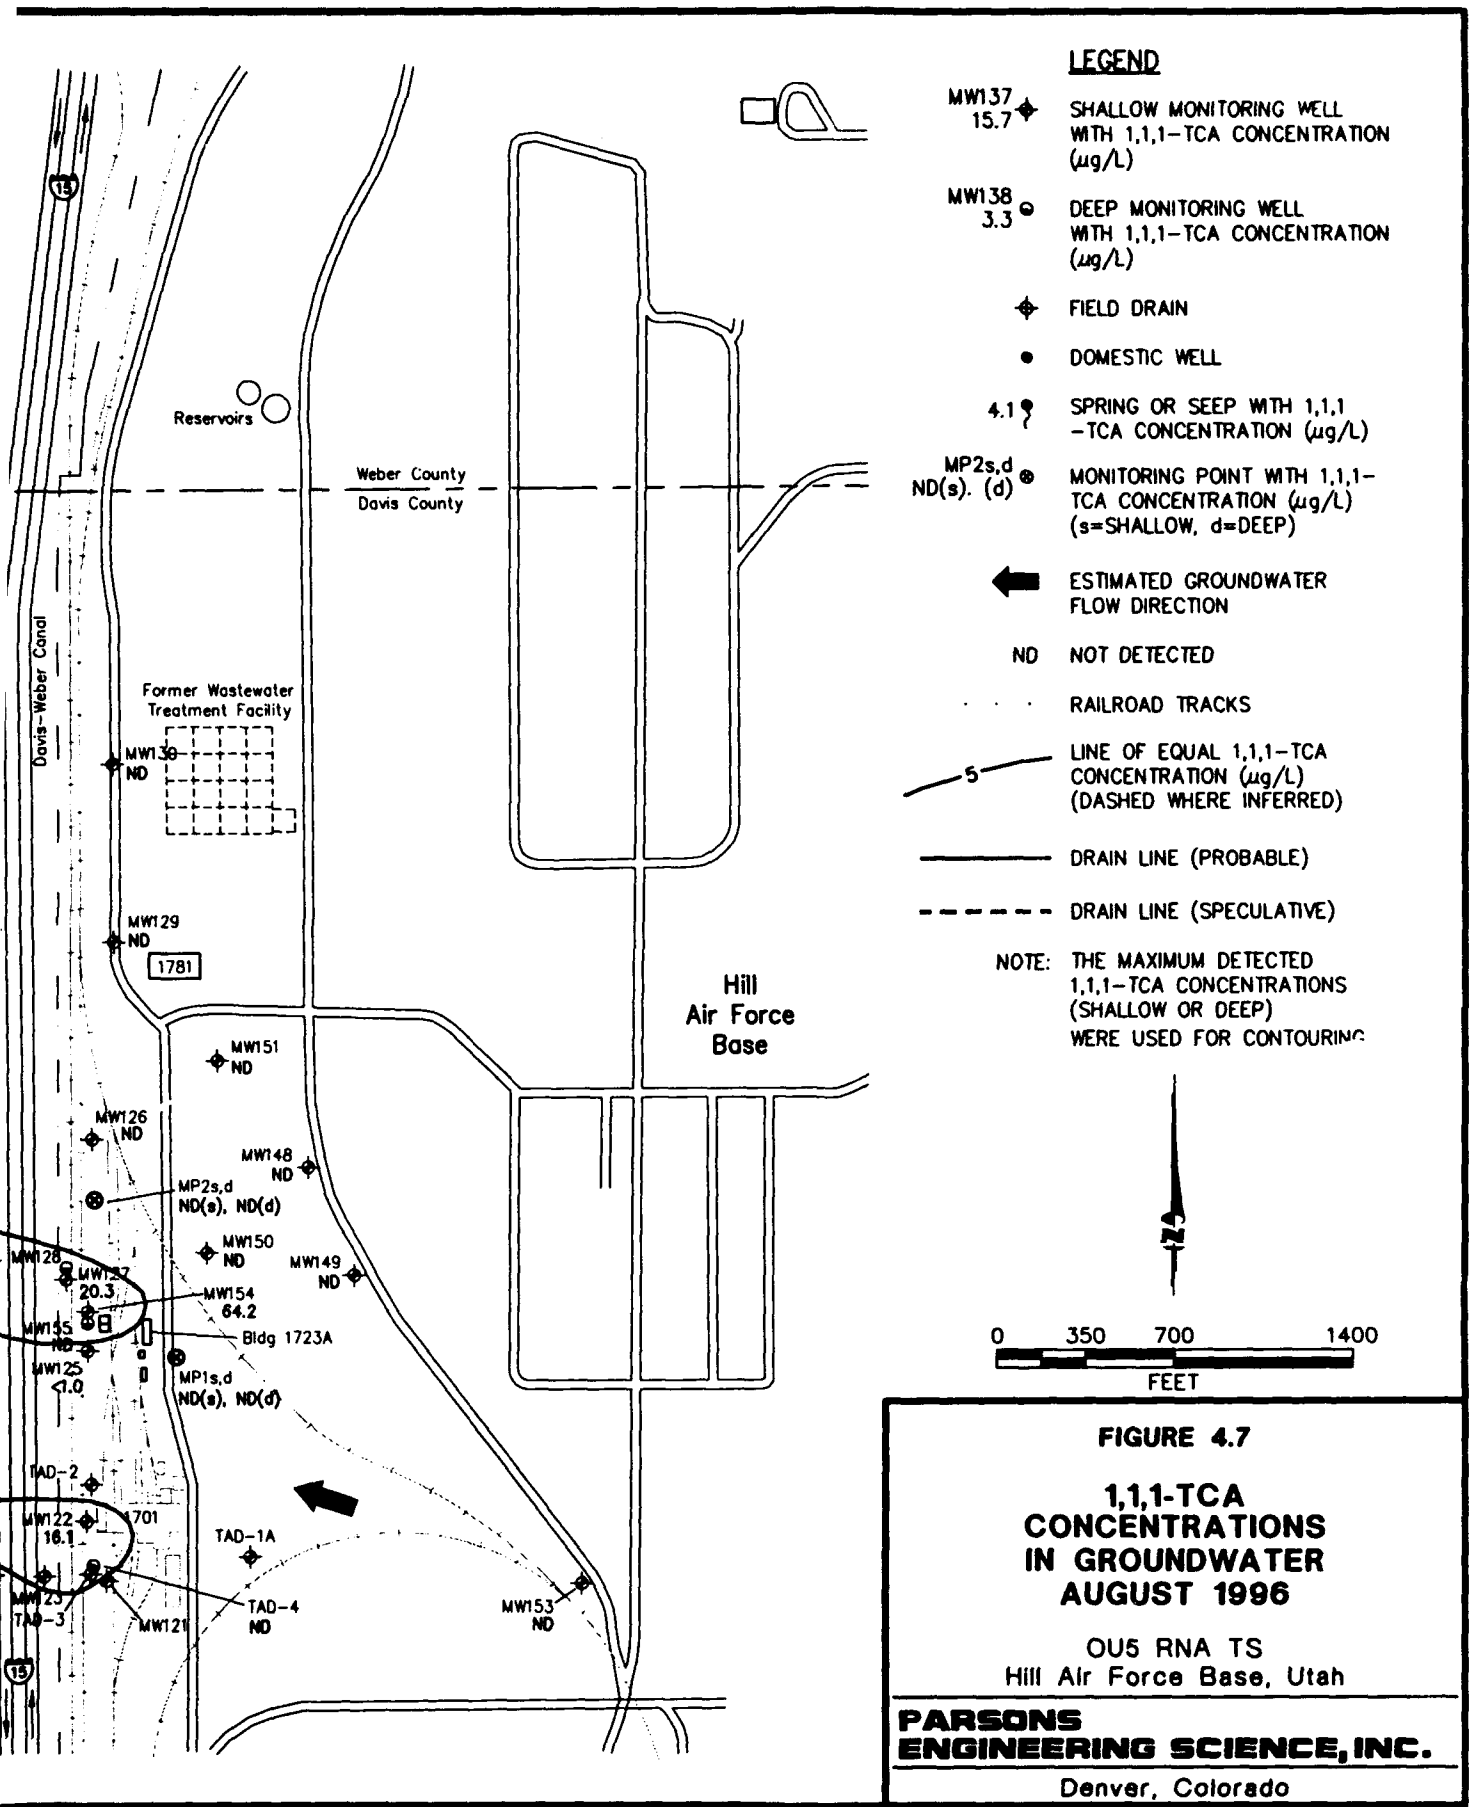 LEGEND
MW137
15.7
SHALLOW MONITORING WELL
WITH 1,1,1-TCA CONCENTRATION
(µg/L)
MW138
3.3
DEEP MONITORING WELL
WITH 1,1,1-TCA CONCENTRATION
(µg/L)
FIELD DRAIN
DOMESTIC WELL
4.1
SPRING OR SEEP WITH 1,1,1
-TCA CONCENTRATION (µg/L)
MP2s,d
ND(s). (d)
MONITORING POINT WITH 1,1,1-
TCA CONCENTRATION (µg/L)
(s=SHALLOW, d=DEEP)
ESTIMATED GROUNDWATER
FLOW DIRECTION
ND NOT DETECTED
RAILROAD TRACKS
5
LINE OF EQUAL 1,1,1-TCA
CONCENTRATION (µg/L)
(DASHED WHERE INFERRED)
DRAIN LINE (PROBABLE)
DRAIN LINE (SPECULATIVE)
NOTE: THE MAXIMUM DETECTED
1,1,1-TCA CONCENTRATIONS
(SHALLOW OR DEEP)
WERE USED FOR CONTOURING
N
0 350 700 1400
FEET
15
Reservoirs
Weber County
Davis County
Davis-Weber Canal
Former Wastewater
Treatment Facility
MW130
ND
MW129
ND
1781
Hill
Air Force
Base
MW151
ND
MW126
ND
MW148
ND
MP2s,d
ND(s), ND(d)
MW150
ND
MW149
ND
MW128
MW127
20.3
MW154
64.2
MW155
ND
Bldg 1723A
MW125
<1.0
MP1s,d
ND(s), ND(d)
TAD-2
MW122
16.1
1701
TAD-1A
MW123
TAD-3
MW121
TAD-4
ND
MW153
ND
15
FIGURE 4.7
1,1,1-TCA
CONCENTRATIONS
IN GROUNDWATER
AUGUST 1996
OU5 RNA TS
Hill Air Force Base, Utah
PARSONS
ENGINEERING SCIENCE, INC.
Denver, Colorado